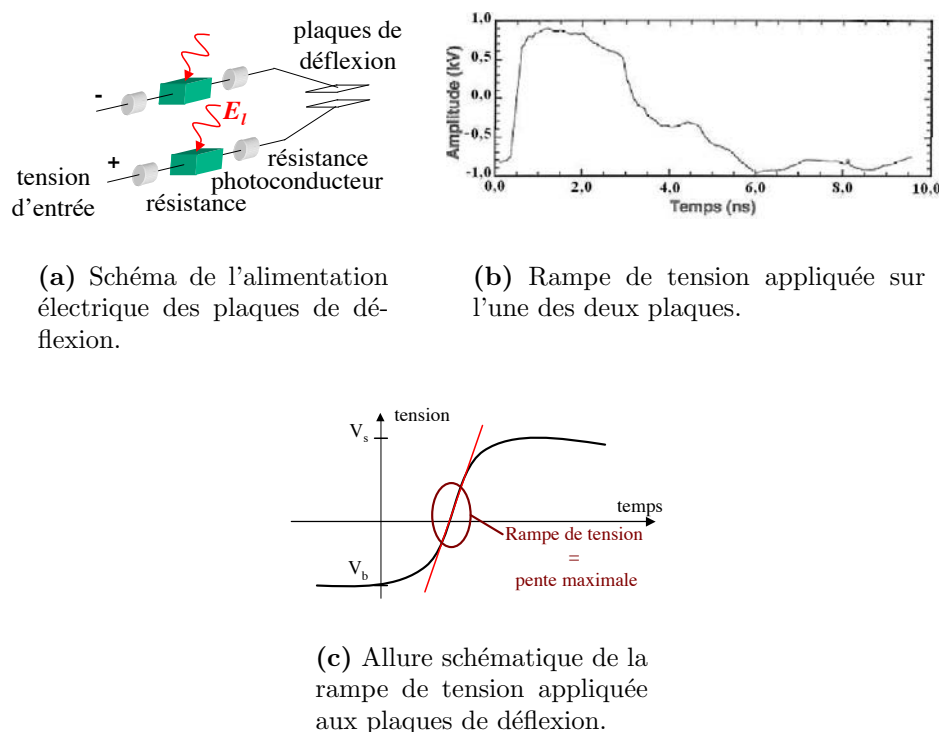 plaques de
déflexion
-
E_l
+
résistance
tension
photoconducteur
d'entrée
résistance
Amplitude (kV)
1.0
0.5
0.0
-0.5
-1.0
0.0
2.0
4.0
6.0
8.0
10.0
Temps (ns)
(a) Schéma de l'alimentation
électrique des plaques de dé-
flexion.
(b) Rampe de tension appliquée sur
l'une des deux plaques.
tension
V_s
temps
Rampe de tension
=
pente maximale
V_b
(c) Allure schématique de la
rampe de tension appliquée
aux plaques de déflexion.